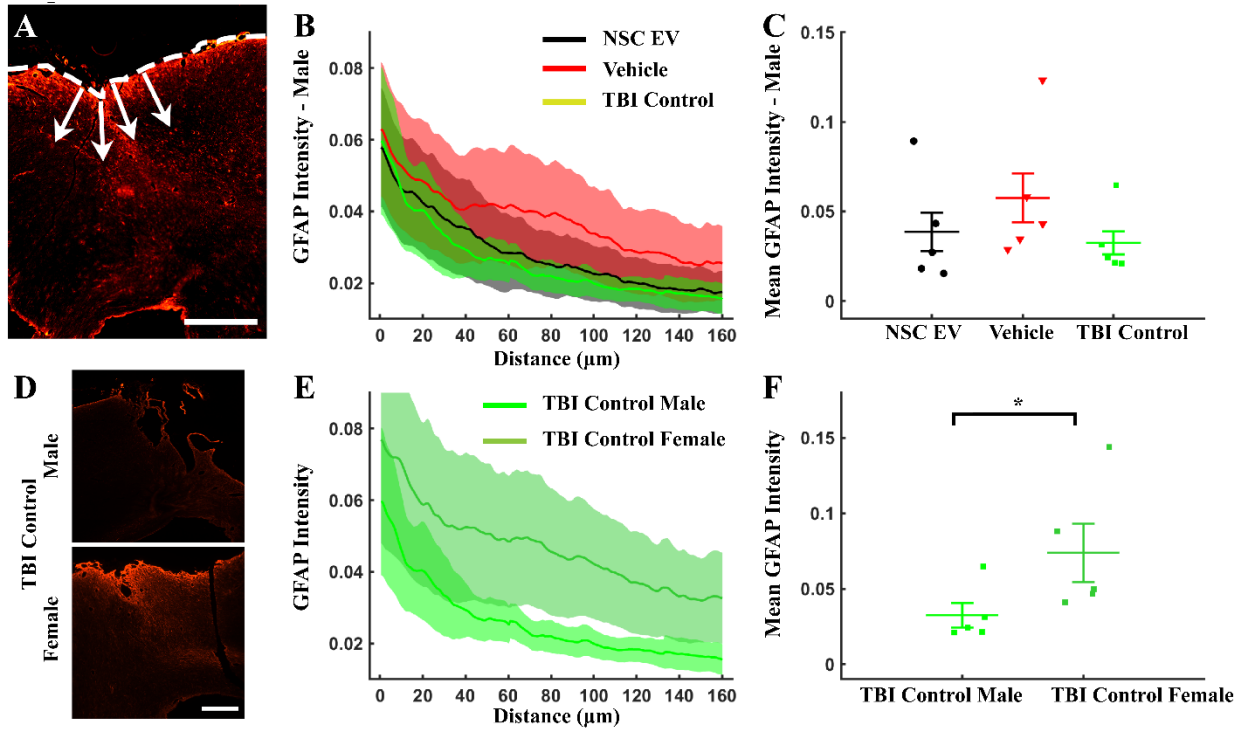 A
B
GFAP Intensity - Male
0.08
0.06
0.04
0.02
0
20
40
60
80
100
120
140
160
Distance (µm)
NSC EV
Vehicle
TBI Control
C
Mean GFAP Intensity - Male
0.15
0.1
0.05
0
NSC EV
Vehicle
TBI Control
D
TBI Control
Male
Female
E
GFAP Intensity
0.08
0.06
0.04
0.02
0
20
40
60
80
100
120
140
160
Distance (µm)
TBI Control Male
TBI Control Female
F
Mean GFAP Intensity
0.15
0.1
0.05
0
*
TBI Control Male
TBI Control Female